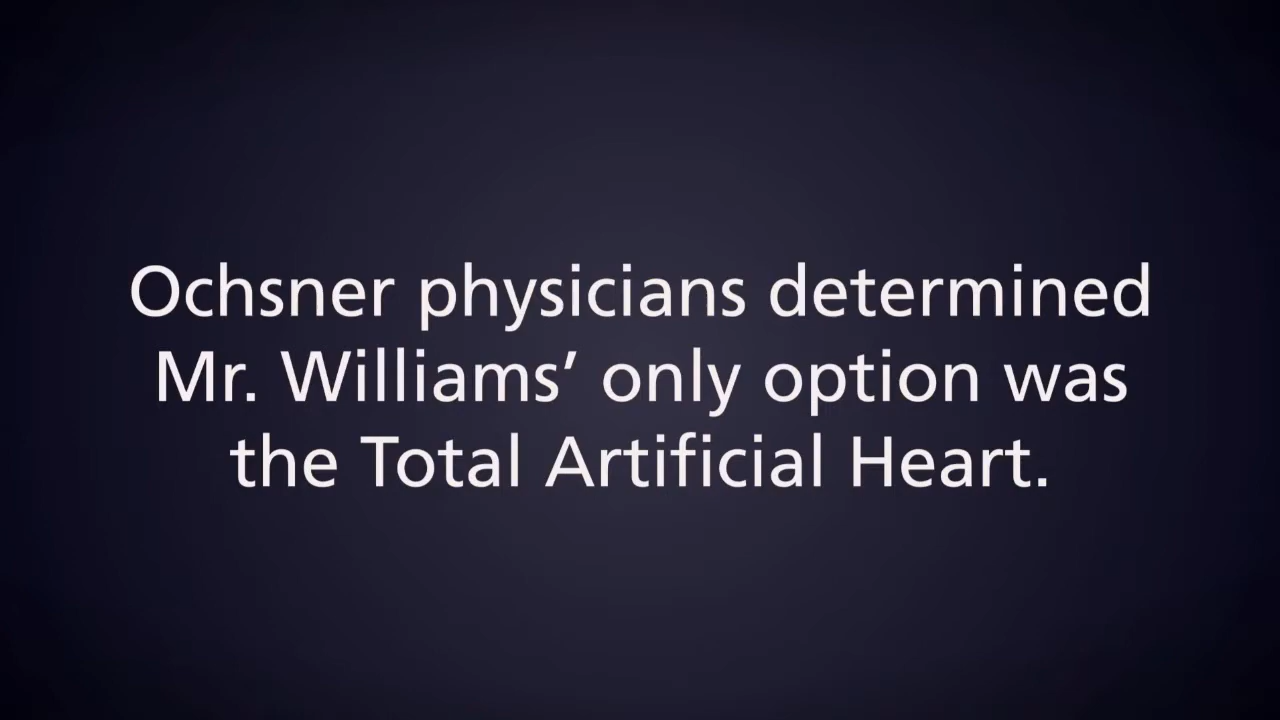 Ochsner physicians determined
Mr. Williams’ only option was
the Total Artificial Heart.